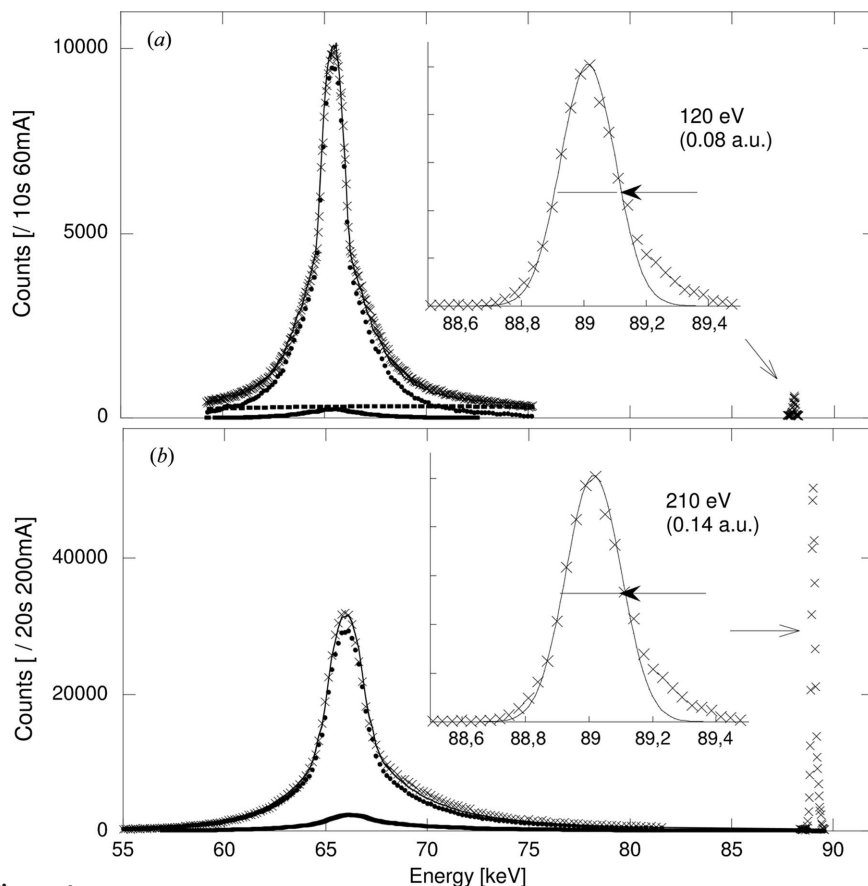 (a)
10000
5000
0
Counts [/ 10s 60mA]
120 eV
(0.08 a.u.)
88,6 88,8 89 89,2 89,4
(b)
40000
20000
0
Counts [ / 20s 200mA]
210 eV
(0.14 a.u.)
88,6 88,8 89 89,2 89,4
55 60 65 70 75 80 85 90
Energy [keV]